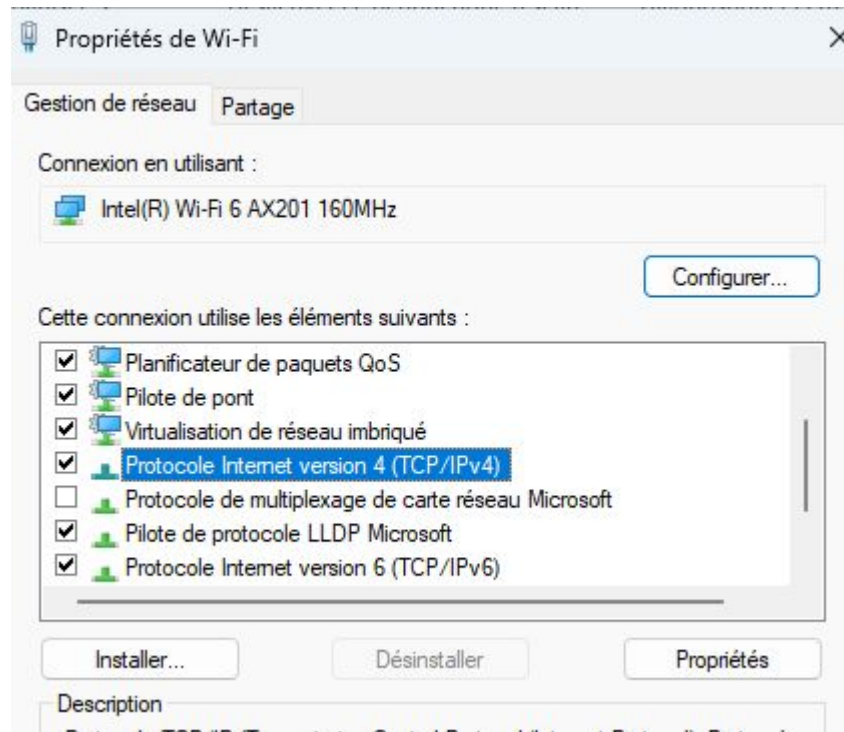 Propriétés de Wi-Fi
Gestion de réseau Partage
Connexion en utilisant :
Intel(R) Wi-Fi 6 AX201 160MHz
Configurer...
Cette connexion utilise les éléments suivants :
Planificateur de paquets QoS
Pilote de pont
Virtualisation de réseau imbriqué
Protocole Internet version 4 (TCP/IPv4)
Protocole de multiplexage de carte réseau Microsoft
Pilote de protocole LLDP Microsoft
Protocole Internet version 6 (TCP/IPv6)
Installer... Désinstaller Propriétés
Description